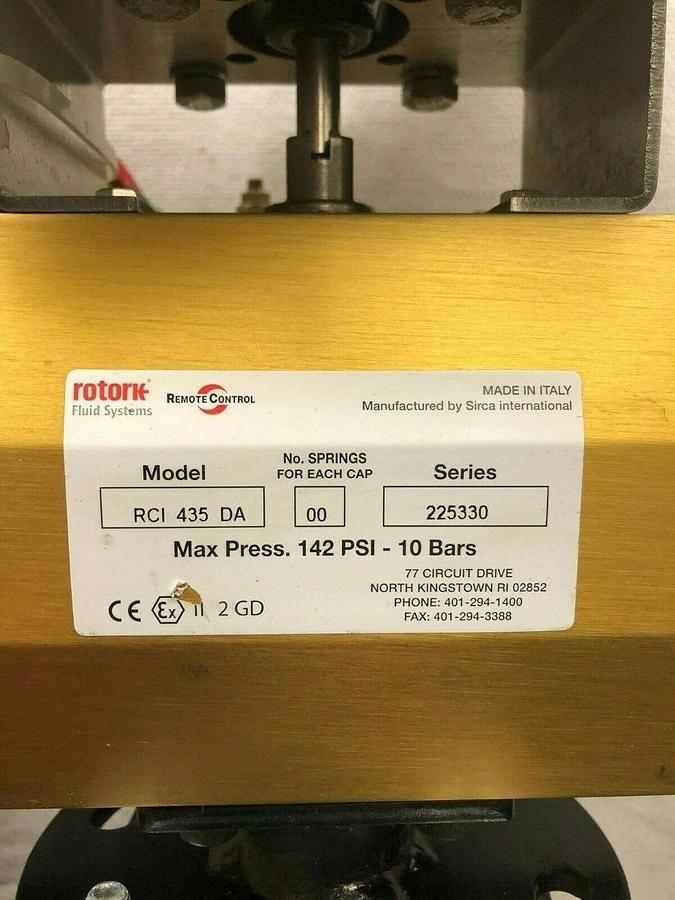 rotork
Fluid Systems
REMOTE CONTROL
MADE IN ITALY
Manufactured by Sirca international
Model
No. SPRINGS
FOR EACH CAP
Series
RCI 435 DA
00
225330
Max Press. 142 PSI - 10 Bars
77 CIRCUIT DRIVE
NORTH KINGSTOWN RI 02852
PHONE: 401-294-1400
FAX: 401-294-3388
CE Ex II 2 GD